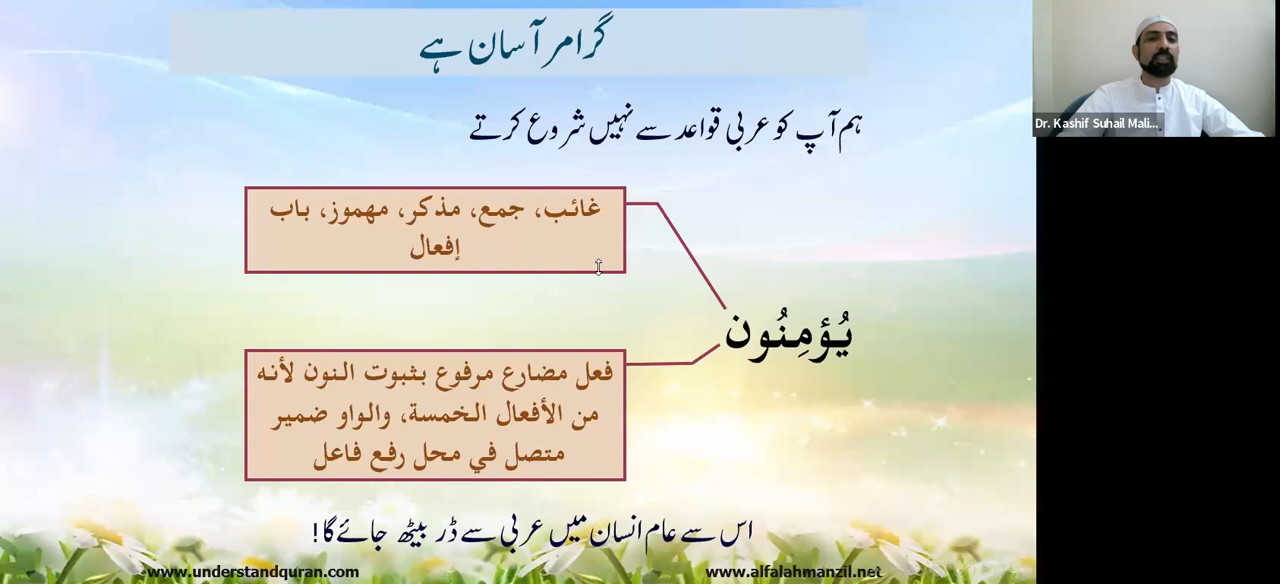 گرامر آسان ہے
ہم آپ کو عربی قواعد سے نہیں شروع کرتے
غائب، جمع، مذكر، مهموز، باب
إفعال
يُؤمِنُون
فعل مضارع مرفوع بثبوت النون لأنه
من الأفعال الخمسة، والواو ضمير
متصل في محل رفع فاعل
اس سے عام انسان میں عربی سے ڈر بیٹھ جائے گا!
www.understandquran.com
www.alfalahmanzil.net
Dr. Kashif Suhail Mali...